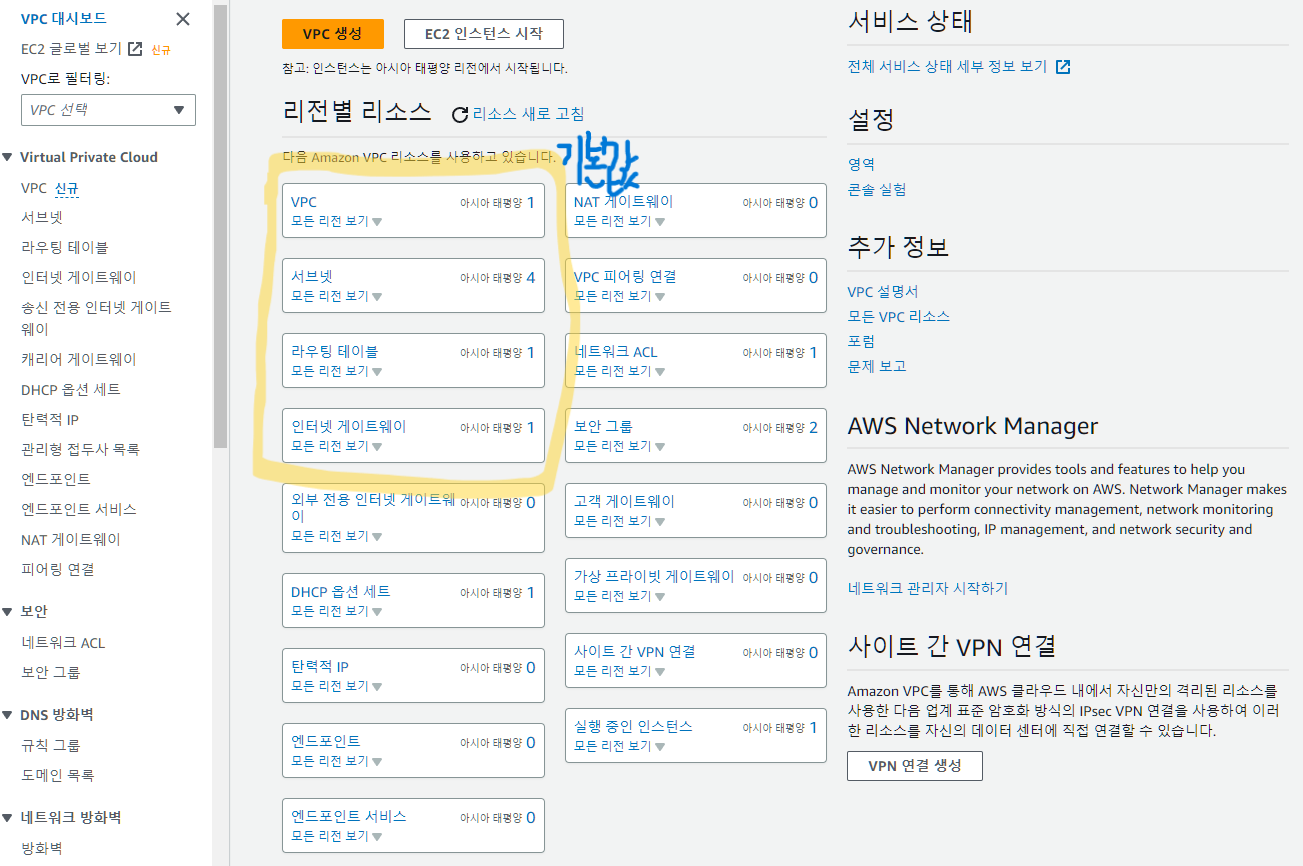 VPC 대시보드
EC2 글로벌 보기 신규
VPC로 필터링:
VPC 선택
Virtual Private Cloud
VPC 신규
서브넷
라우팅 테이블
인터넷 게이트웨이
송신 전용 인터넷 게이트
웨이
캐리어 게이트웨이
DHCP 옵션 세트
탄력적 IP
관리형 접두사 목록
엔드포인트
엔드포인트 서비스
NAT 게이트웨이
피어링 연결
보안
네트워크 ACL
보안 그룹
DNS 방화벽
규칙 그룹
도메인 목록
네트워크 방화벽
방화벽
VPC 생성
EC2 인스턴스 시작
참고: 인스턴스는 아시아 태평양 리전에서 시작됩니다.
리전별 리소스 리소스 새로 고침
다음 Amazon VPC 리소스를 사용하고 있습니다.
기본값
VPC 아시아 태평양 1
모든 리전 보기
서브넷 아시아 태평양 4
모든 리전 보기
라우팅 테이블 아시아 태평양 1
모든 리전 보기
인터넷 게이트웨이 아시아 태평양 1
모든 리전 보기
외부 전용 인터넷 게이트웨 아시아 태평양 0
이
모든 리전 보기
DHCP 옵션 세트 아시아 태평양 1
모든 리전 보기
탄력적 IP 아시아 태평양 0
모든 리전 보기
엔드포인트 아시아 태평양 0
모든 리전 보기
엔드포인트 서비스 아시아 태평양 0
모든 리전 보기
NAT 게이트웨이 아시아 태평양 0
모든 리전 보기
VPC 피어링 연결 아시아 태평양 0
모든 리전 보기
네트워크 ACL 아시아 태평양 1
모든 리전 보기
보안 그룹 아시아 태평양 2
모든 리전 보기
고객 게이트웨이 아시아 태평양 0
모든 리전 보기
가상 프라이빗 게이트웨이 아시아 태평양 0
모든 리전 보기
사이트 간 VPN 연결 아시아 태평양 0
모든 리전 보기
실행 중인 인스턴스 아시아 태평양 1
모든 리전 보기
서비스 상태
전체 서비스 상태 세부 정보 보기
설정
영역
콘솔 실험
추가 정보
VPC 설명서
모든 VPC 리소스
포럼
문제 보고
AWS Network Manager
AWS Network Manager provides tools and features to help you
manage and monitor your network on AWS. Network Manager makes
it easier to perform connectivity management, network monitoring
and troubleshooting, IP management, and network security and
governance.
네트워크 관리자 시작하기
사이트 간 VPN 연결
Amazon VPC를 통해 AWS 클라우드 내에서 자신만의 격리된 리소스를
사용한 다음 업계 표준 암호화 방식의 IPsec VPN 연결을 사용하여 이러
한 리소스를 자신의 데이터 센터에 직접 연결할 수 있습니다.
VPN 연결 생성